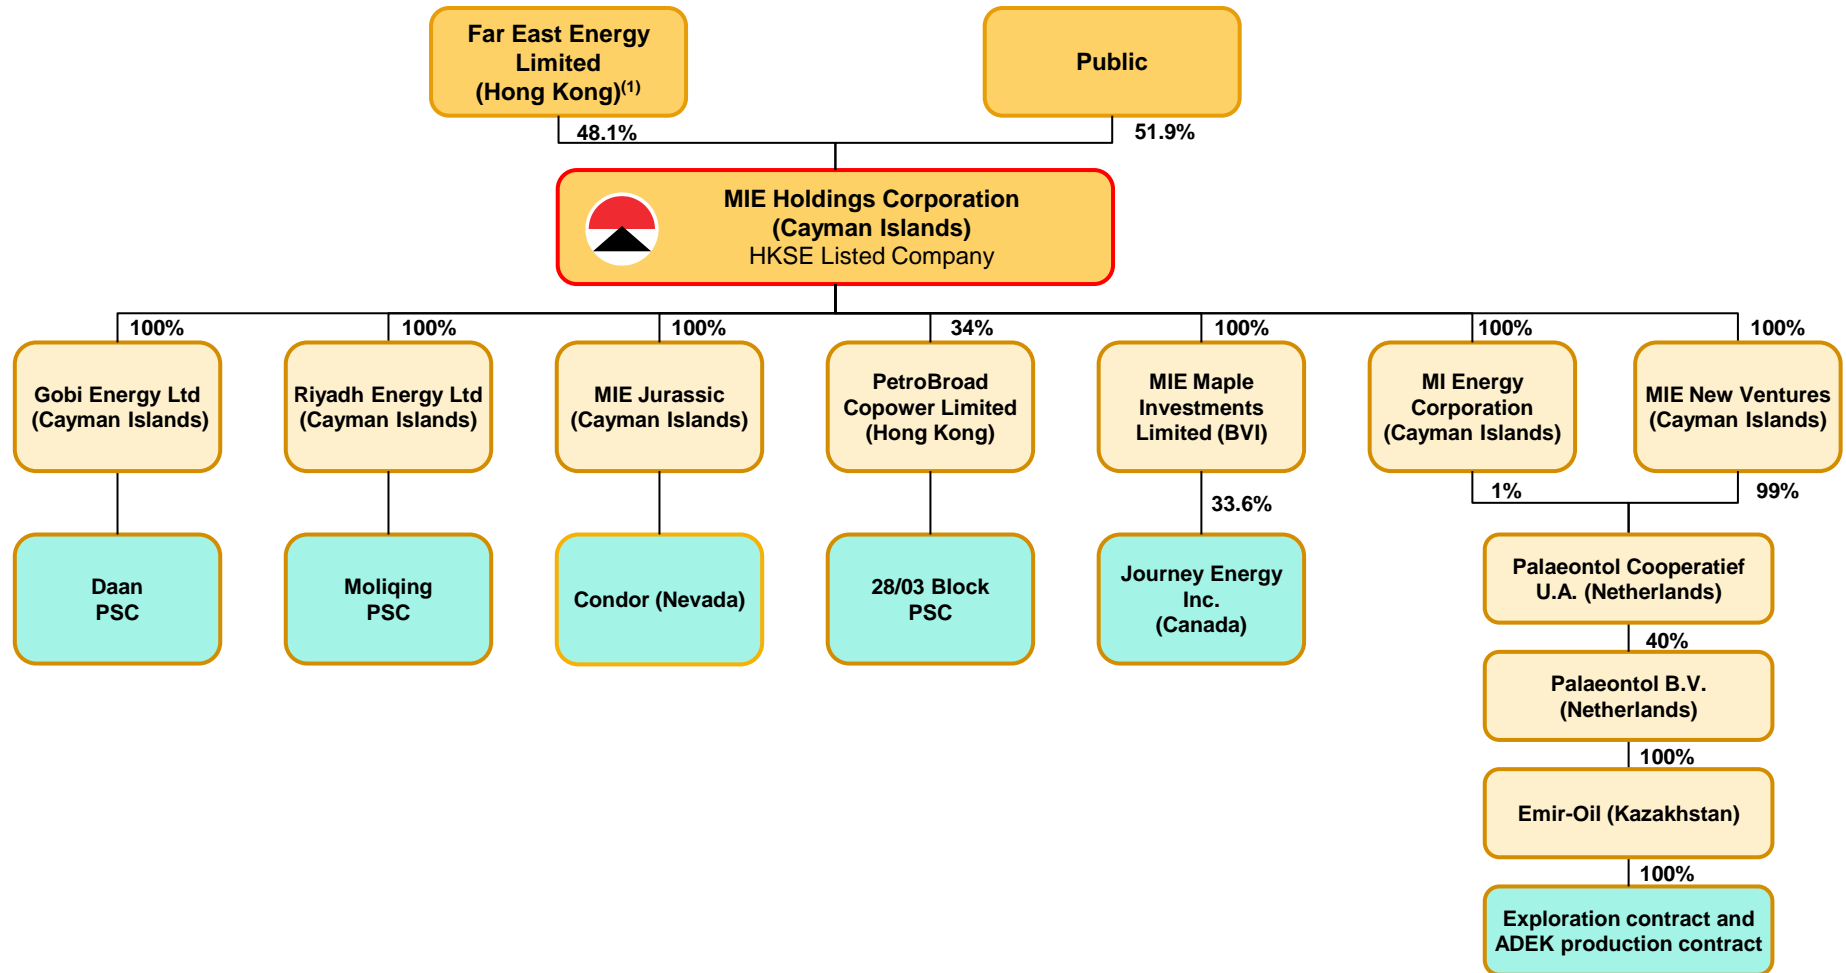 Far East Energy
Limited
(Hong Kong)(1)
Public
48.1%
51.9%
MIE Holdings Corporation
(Cayman Islands)
HKSE Listed Company
100%
100%
100%
34%
100%
100%
100%
Gobi Energy Ltd
(Cayman Islands)
Riyadh Energy Ltd
(Cayman Islands)
MIE Jurassic
(Cayman Islands)
PetroBroad
Copower Limited
(Hong Kong)
MIE Maple
Investments
Limited (BVI)
MI Energy
Corporation
(Cayman Islands)
MIE New Ventures
(Cayman Islands)
33.6%
1%
99%
Daan
PSC
Moliqing
PSC
Condor (Nevada)
28/03 Block
PSC
Journey Energy
Inc.
(Canada)
Palaeontol Cooperatief
U.A. (Netherlands)
40%
Palaeontol B.V.
(Netherlands)
100%
Emir-Oil (Kazakhstan)
100%
Exploration contract and
ADEK production contract